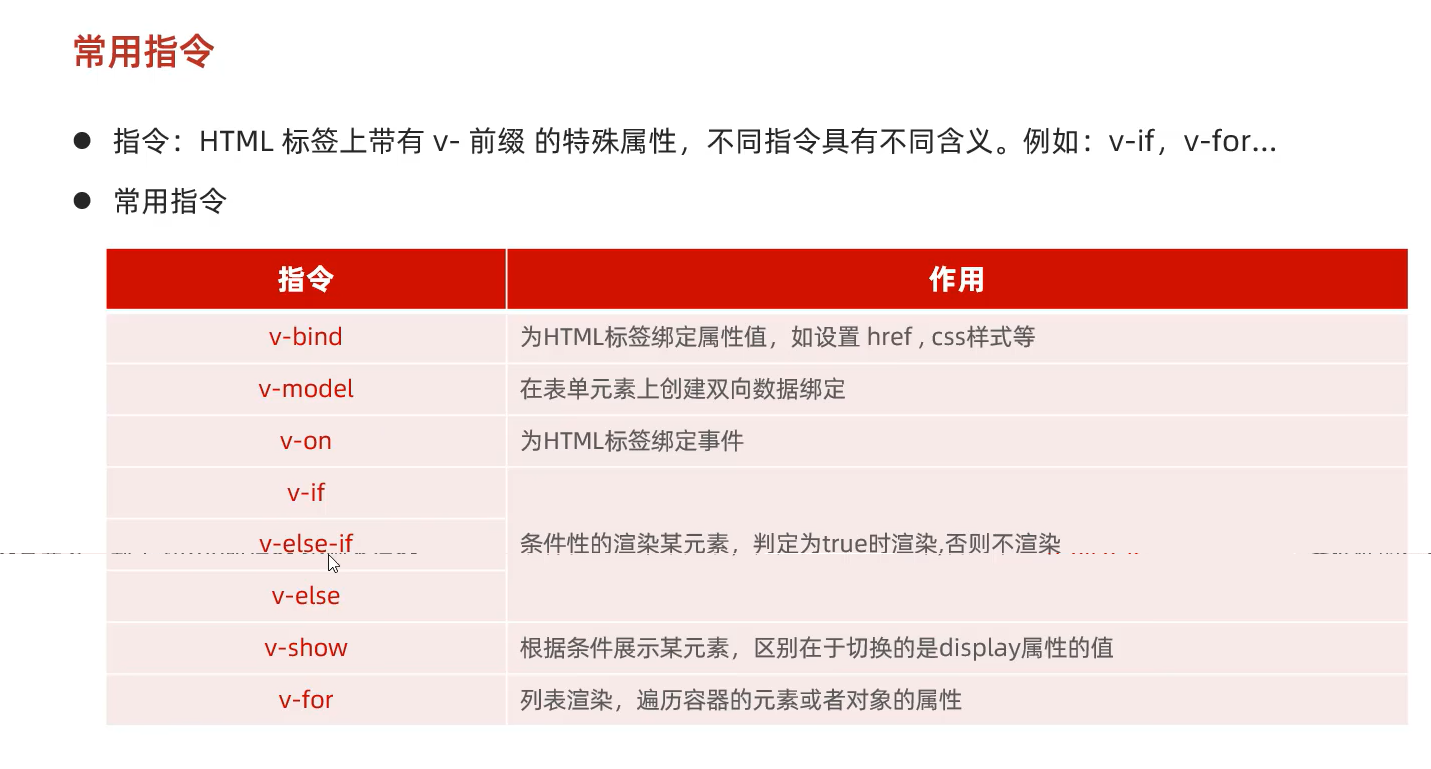 常用指令
指令：HTML 标签上带有 v- 前缀 的特殊属性，不同指令具有不同含义。例如：v-if，v-for...
常用指令
指令 作用
v-bind 为HTML标签绑定属性值，如设置 href , css样式等
v-model 在表单元素上创建双向数据绑定
v-on 为HTML标签绑定事件
v-if
v-else-if 条件性的渲染某元素，判定为true时渲染,否则不渲染
v-else
v-show 根据条件展示某元素，区别在于切换的是display属性的值
v-for 列表渲染，遍历容器的元素或者对象的属性